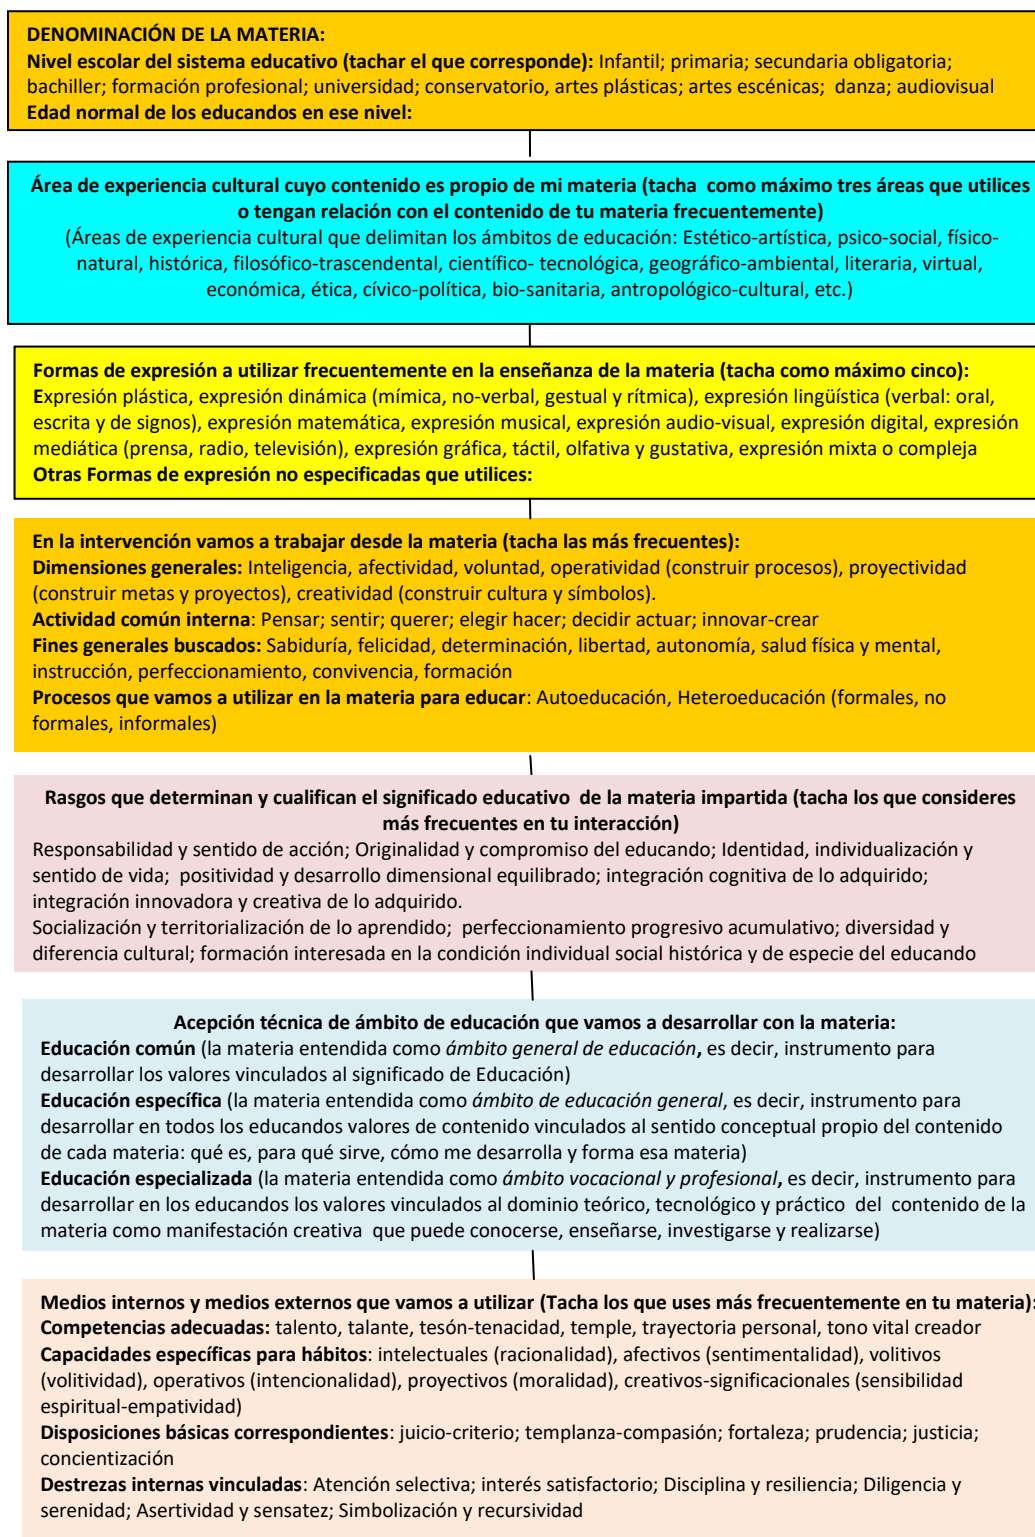 DENOMINACIÓN DE LA MATERIA:
Nivel escolar del sistema educativo (tachar el que corresponde): Infantil; primaria; secundaria obligatoria;
bachiller; formación profesional; universidad; conservatorio, artes plásticas; artes escénicas; danza; audiovisual
Edad normal de los educandos en ese nivel:
Área de experiencia cultural cuyo contenido es propio de mi materia (tacha como máximo tres áreas que utilices
o tengan relación con el contenido de tu materia frecuentemente)
(Áreas de experiencia cultural que delimitan los ámbitos de educación: Estético-artística, psico-social, físico-
natural, histórica, filosófico-trascendental, científico- tecnológica, geográfico-ambiental, literaria, virtual,
económica, ética, cívico-política, bio-sanitaria, antropológico-cultural, etc.)
Formas de expresión a utilizar frecuentemente en la enseñanza de la materia (tacha como máximo cinco):
Expresión plástica, expresión dinámica (mímica, no-verbal, gestual y rítmica), expresión lingüística (verbal: oral,
escrita y de signos), expresión matemática, expresión musical, expresión audio-visual, expresión digital, expresión
mediática (prensa, radio, televisión), expresión gráfica, táctil, olfativa y gustativa, expresión mixta o compleja
Otras Formas de expresión no especificadas que utilices:
En la intervención vamos a trabajar desde la materia (tacha las más frecuentes):
Dimensiones generales: Inteligencia, afectividad, voluntad, operatividad (construir procesos), proyectividad
(construir metas y proyectos), creatividad (construir cultura y símbolos).
Actividad común interna: Pensar; sentir; querer; elegir hacer; decidir actuar; innovar-crear
Fines generales buscados: Sabiduría, felicidad, determinación, libertad, autonomía, salud física y mental,
instrucción, perfeccionamiento, convivencia, formación
Procesos que vamos a utilizar en la materia para educar: Autoeducación, Heteroeducación (formales, no
formales, informales)
Rasgos que determinan y cualifican el significado educativo de la materia impartida (tacha los que consideres
más frecuentes en tu interacción)
Responsabilidad y sentido de acción; Originalidad y compromiso del educando; Identidad, individualización y
sentido de vida; positividad y desarrollo dimensional equilibrado; integración cognitiva de lo adquirido;
integración innovadora y creativa de lo adquirido.
Socialización y territorialización de lo aprendido; perfeccionamiento progresivo acumulativo; diversidad y
diferencia cultural; formación interesada en la condición individual social histórica y de especie del educando
Acepción técnica de ámbito de educación que vamos a desarrollar con la materia:
Educación común (la materia entendida como ámbito general de educación, es decir, instrumento para
desarrollar los valores vinculados al significado de Educación)
Educación específica (la materia entendida como ámbito de educación general, es decir, instrumento para
desarrollar en todos los educandos valores de contenido vinculados al sentido conceptual propio del contenido
de cada materia: qué es, para qué sirve, cómo me desarrolla y forma esa materia)
Educación especializada (la materia entendida como ámbito vocacional y profesional, es decir, instrumento para
desarrollar en los educandos los valores vinculados al dominio teórico, tecnológico y práctico del contenido de la
materia como manifestación creativa que puede conocerse, enseñarse, investigarse y realizarse)
Medios internos y medios externos que vamos a utilizar (Tacha los que uses más frecuentemente en tu materia):
Competencias adecuadas: talento, talante, tesón-tenacidad, temple, trayectoria personal, tono vital creador
Capacidades específicas para hábitos: intelectuales (racionalidad), afectivos (sentimentalidad), volitivos
(volitividad), operativos (intencionalidad), proyectivos (moralidad), creativos-significacionales (sensibilidad
espiritual-empatividad)
Disposiciones básicas correspondientes: juicio-criterio; templanza-compasión; fortaleza; prudencia; justicia;
concientización
Destrezas internas vinculadas: Atención selectiva; interés satisfactorio; Disciplina y resiliencia; Diligencia y
serenidad; Asertividad y sensatez; Simbolización y recursividad